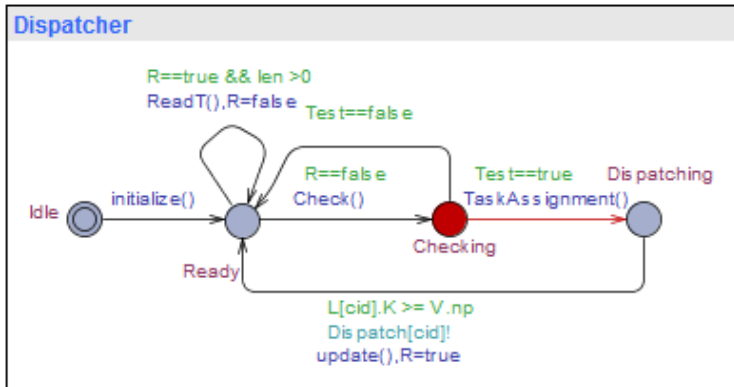 Dispatcher
R==true && len >0
ReadT(),R=false
Test==false
R==false
Test==true
Dispatching
Idle
initialize()
Check()
TaskAssignment()
Checking
Ready
L[cid].K >= V.np
Dispatch[cid]!
update(),R=true